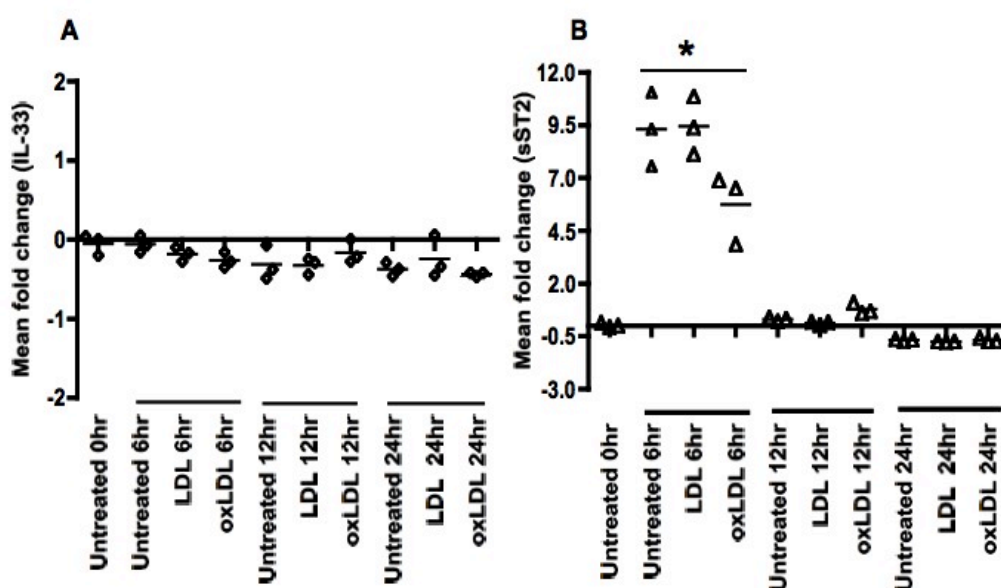 A
Mean fold change (IL-33)
2
1
0
-1
-2
Untreated 0hr
Untreated 6hr
LDL 6hr
oxLDL 6hr
Untreated 12hr
LDL 12hr
oxLDL 12hr
Untreated 24hr
LDL 24hr
oxLDL 24hr
B
*
Mean fold change (sST2)
12.0
9.5
7.0
4.5
2.0
-0.5
-3.0
Untreated 0hr
Untreated 6hr
LDL 6hr
oxLDL 6hr
Untreated 12hr
LDL 12hr
oxLDL 12hr
Untreated 24hr
LDL 24hr
oxLDL 24hr